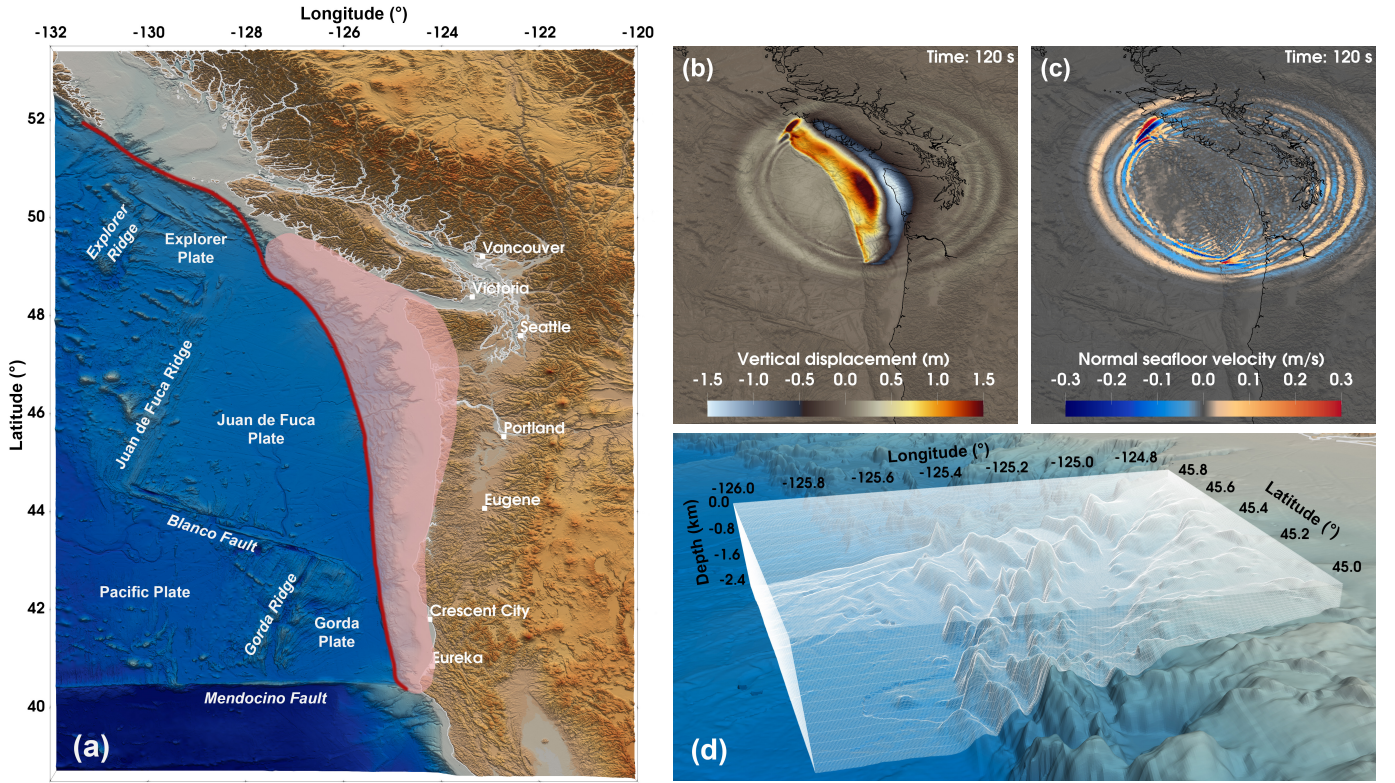 Longitude (°)
-132
-130
-128
-126
-124
-122
-120
Latitude (°)
52
50
48
46
44
42
40
Explorer
Ridge
Explorer
Plate
Vancouver
Victoria
Seattle
Juan de Fuca Ridge
Juan de Fuca
Plate
Portland
Eugene
Blanco Fault
Pacific Plate
Gorda Ridge
Gorda
Plate
Crescent City
Eureka
Mendocino Fault
(a)
(b)
Time: 120 s
Vertical displacement (m)
-1.5 -1.0 -0.5 0.0 0.5 1.0 1.5
(c)
Time: 120 s
Normal seafloor velocity (m/s)
-0.3 -0.2 -0.1 0.0 0.1 0.2 0.3
Longitude (°)
-126.0
-125.8
-125.6
-125.4
-125.2
-125.0
-124.8
Latitude (°)
45.8
45.6
45.4
45.2
45.0
Depth (km)
0.0
-0.8
-1.6
-2.4
(d)